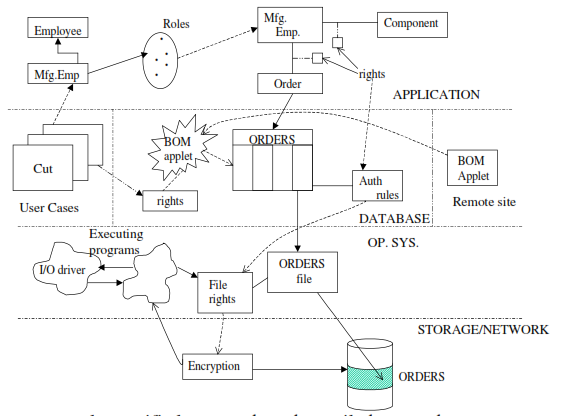 Employee
Roles
Mfg.
Emp.
Component
Mfg.Emp
Order
rights
APPLICATION
Cut
User Cases
BOM
applet
rights
ORDERS
Auth
rules
BOM
Applet
Remote site
DATABASE
Executing
programs
OP. SYS.
I/O driver
File
rights
ORDERS
file
STORAGE/NETWORK
Encryption
ORDERS